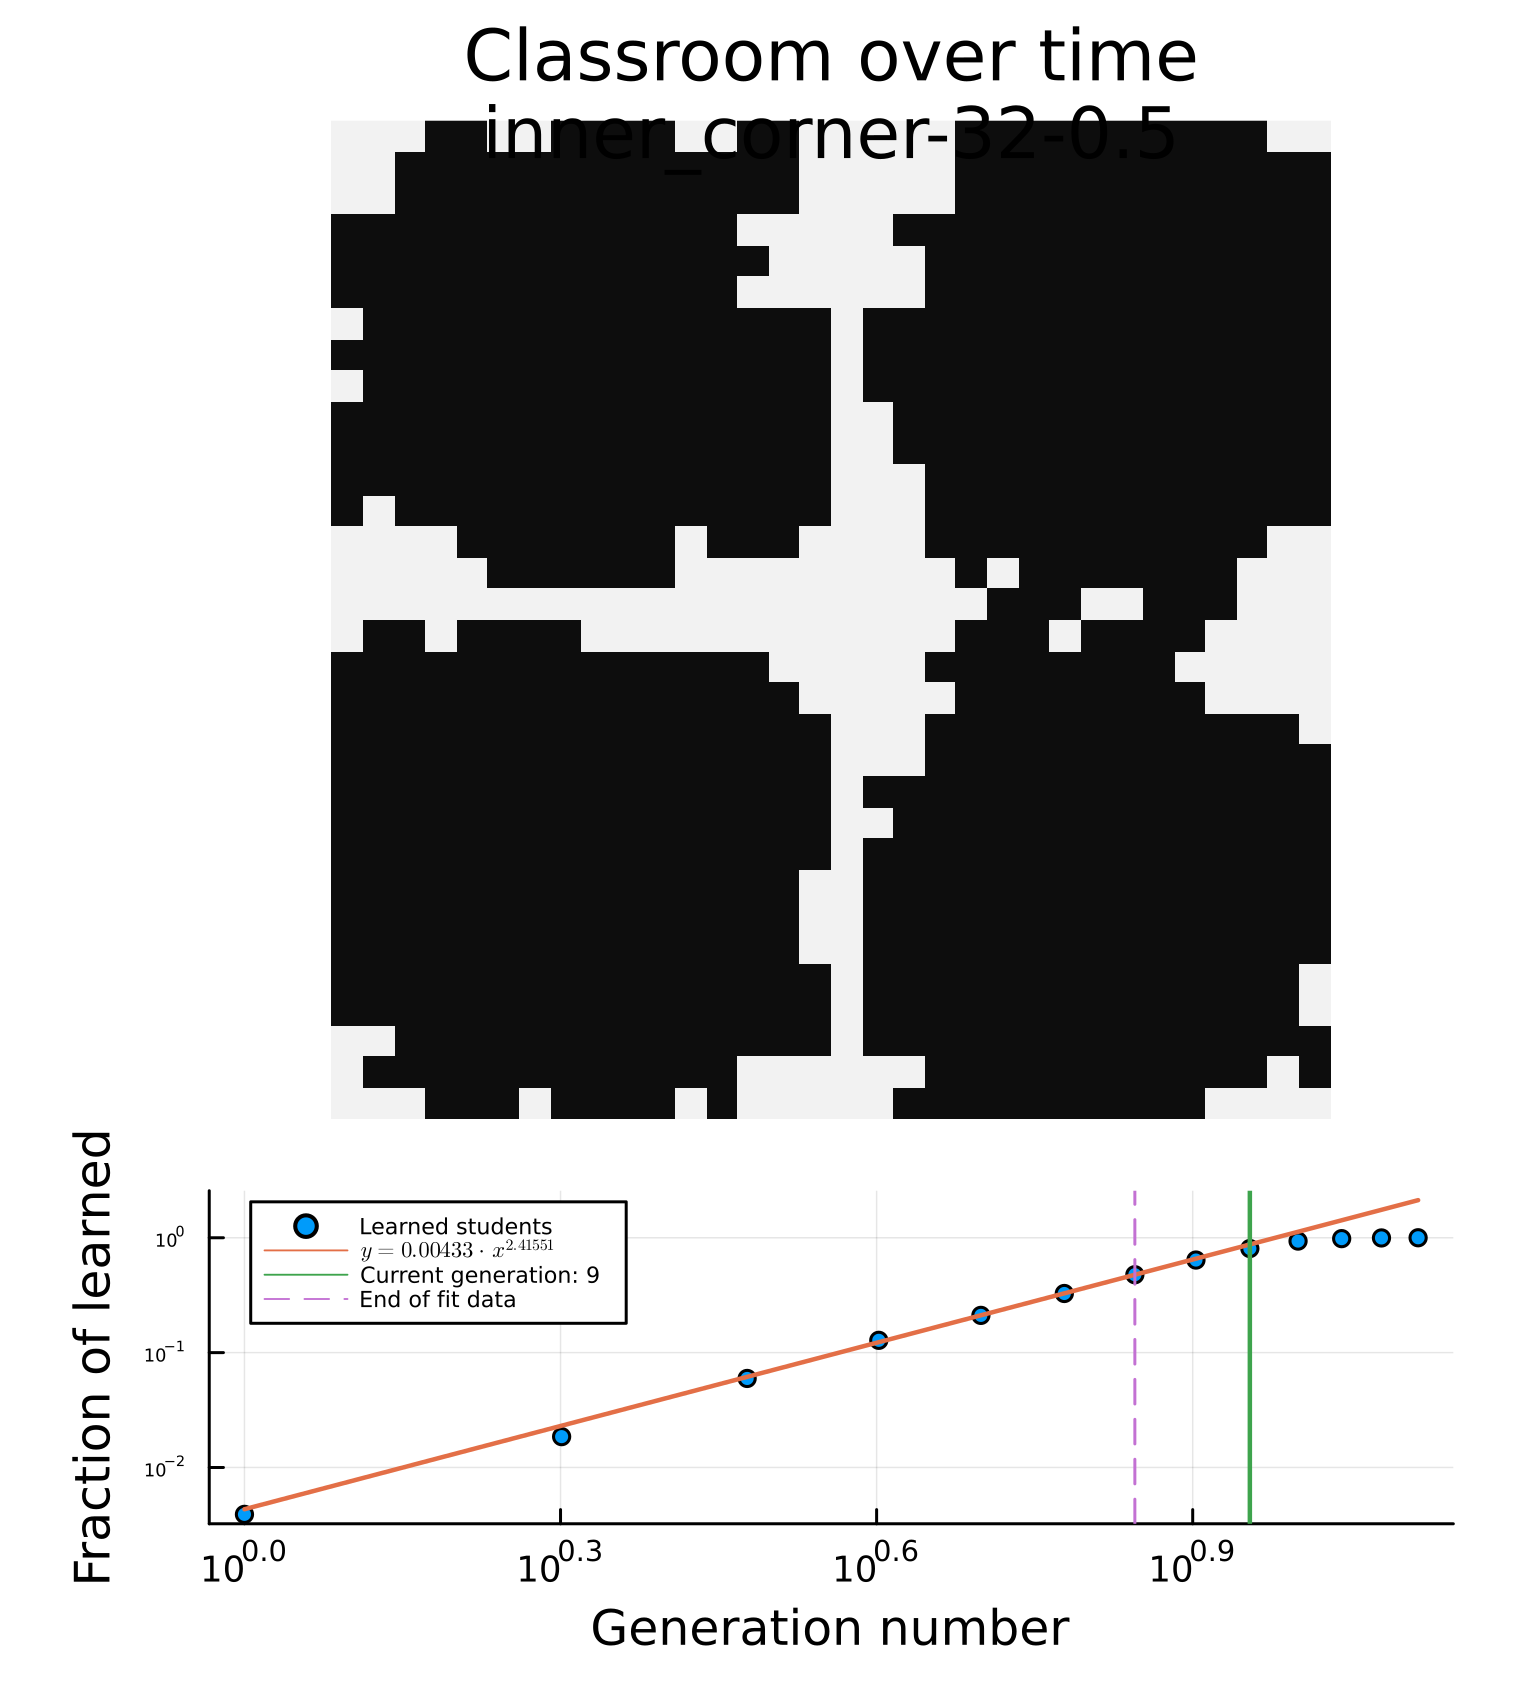 Classroom over time
inner_corner-32-0.5
Fraction of learned
10⁰
10⁻¹
10⁻²
Learned students
y = 0.00433 · x^2.41551
Current generation: 9
End of fit data
10^0.0 10^0.3 10^0.6 10^0.9
Generation number